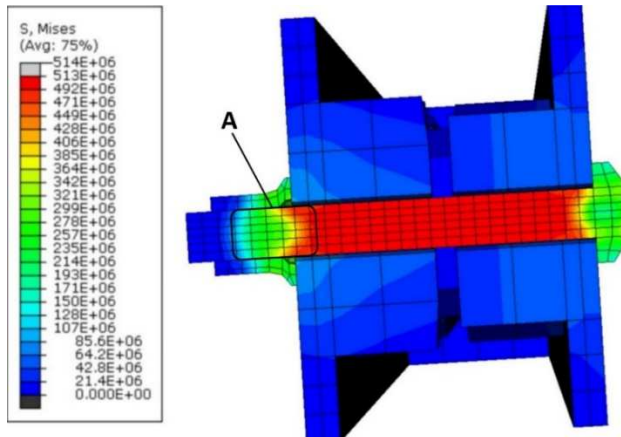 S, Mises
(Avg: 75%)
514E+06
513E+06
492E+06
471E+06
449E+06
428E+06
406E+06
385E+06
364E+06
342E+06
321E+06
299E+06
278E+06
257E+06
235E+06
214E+06
193E+06
171E+06
150E+06
128E+06
107E+06
85.6E+06
64.2E+06
42.8E+06
21.4E+06
0.000E+00
A